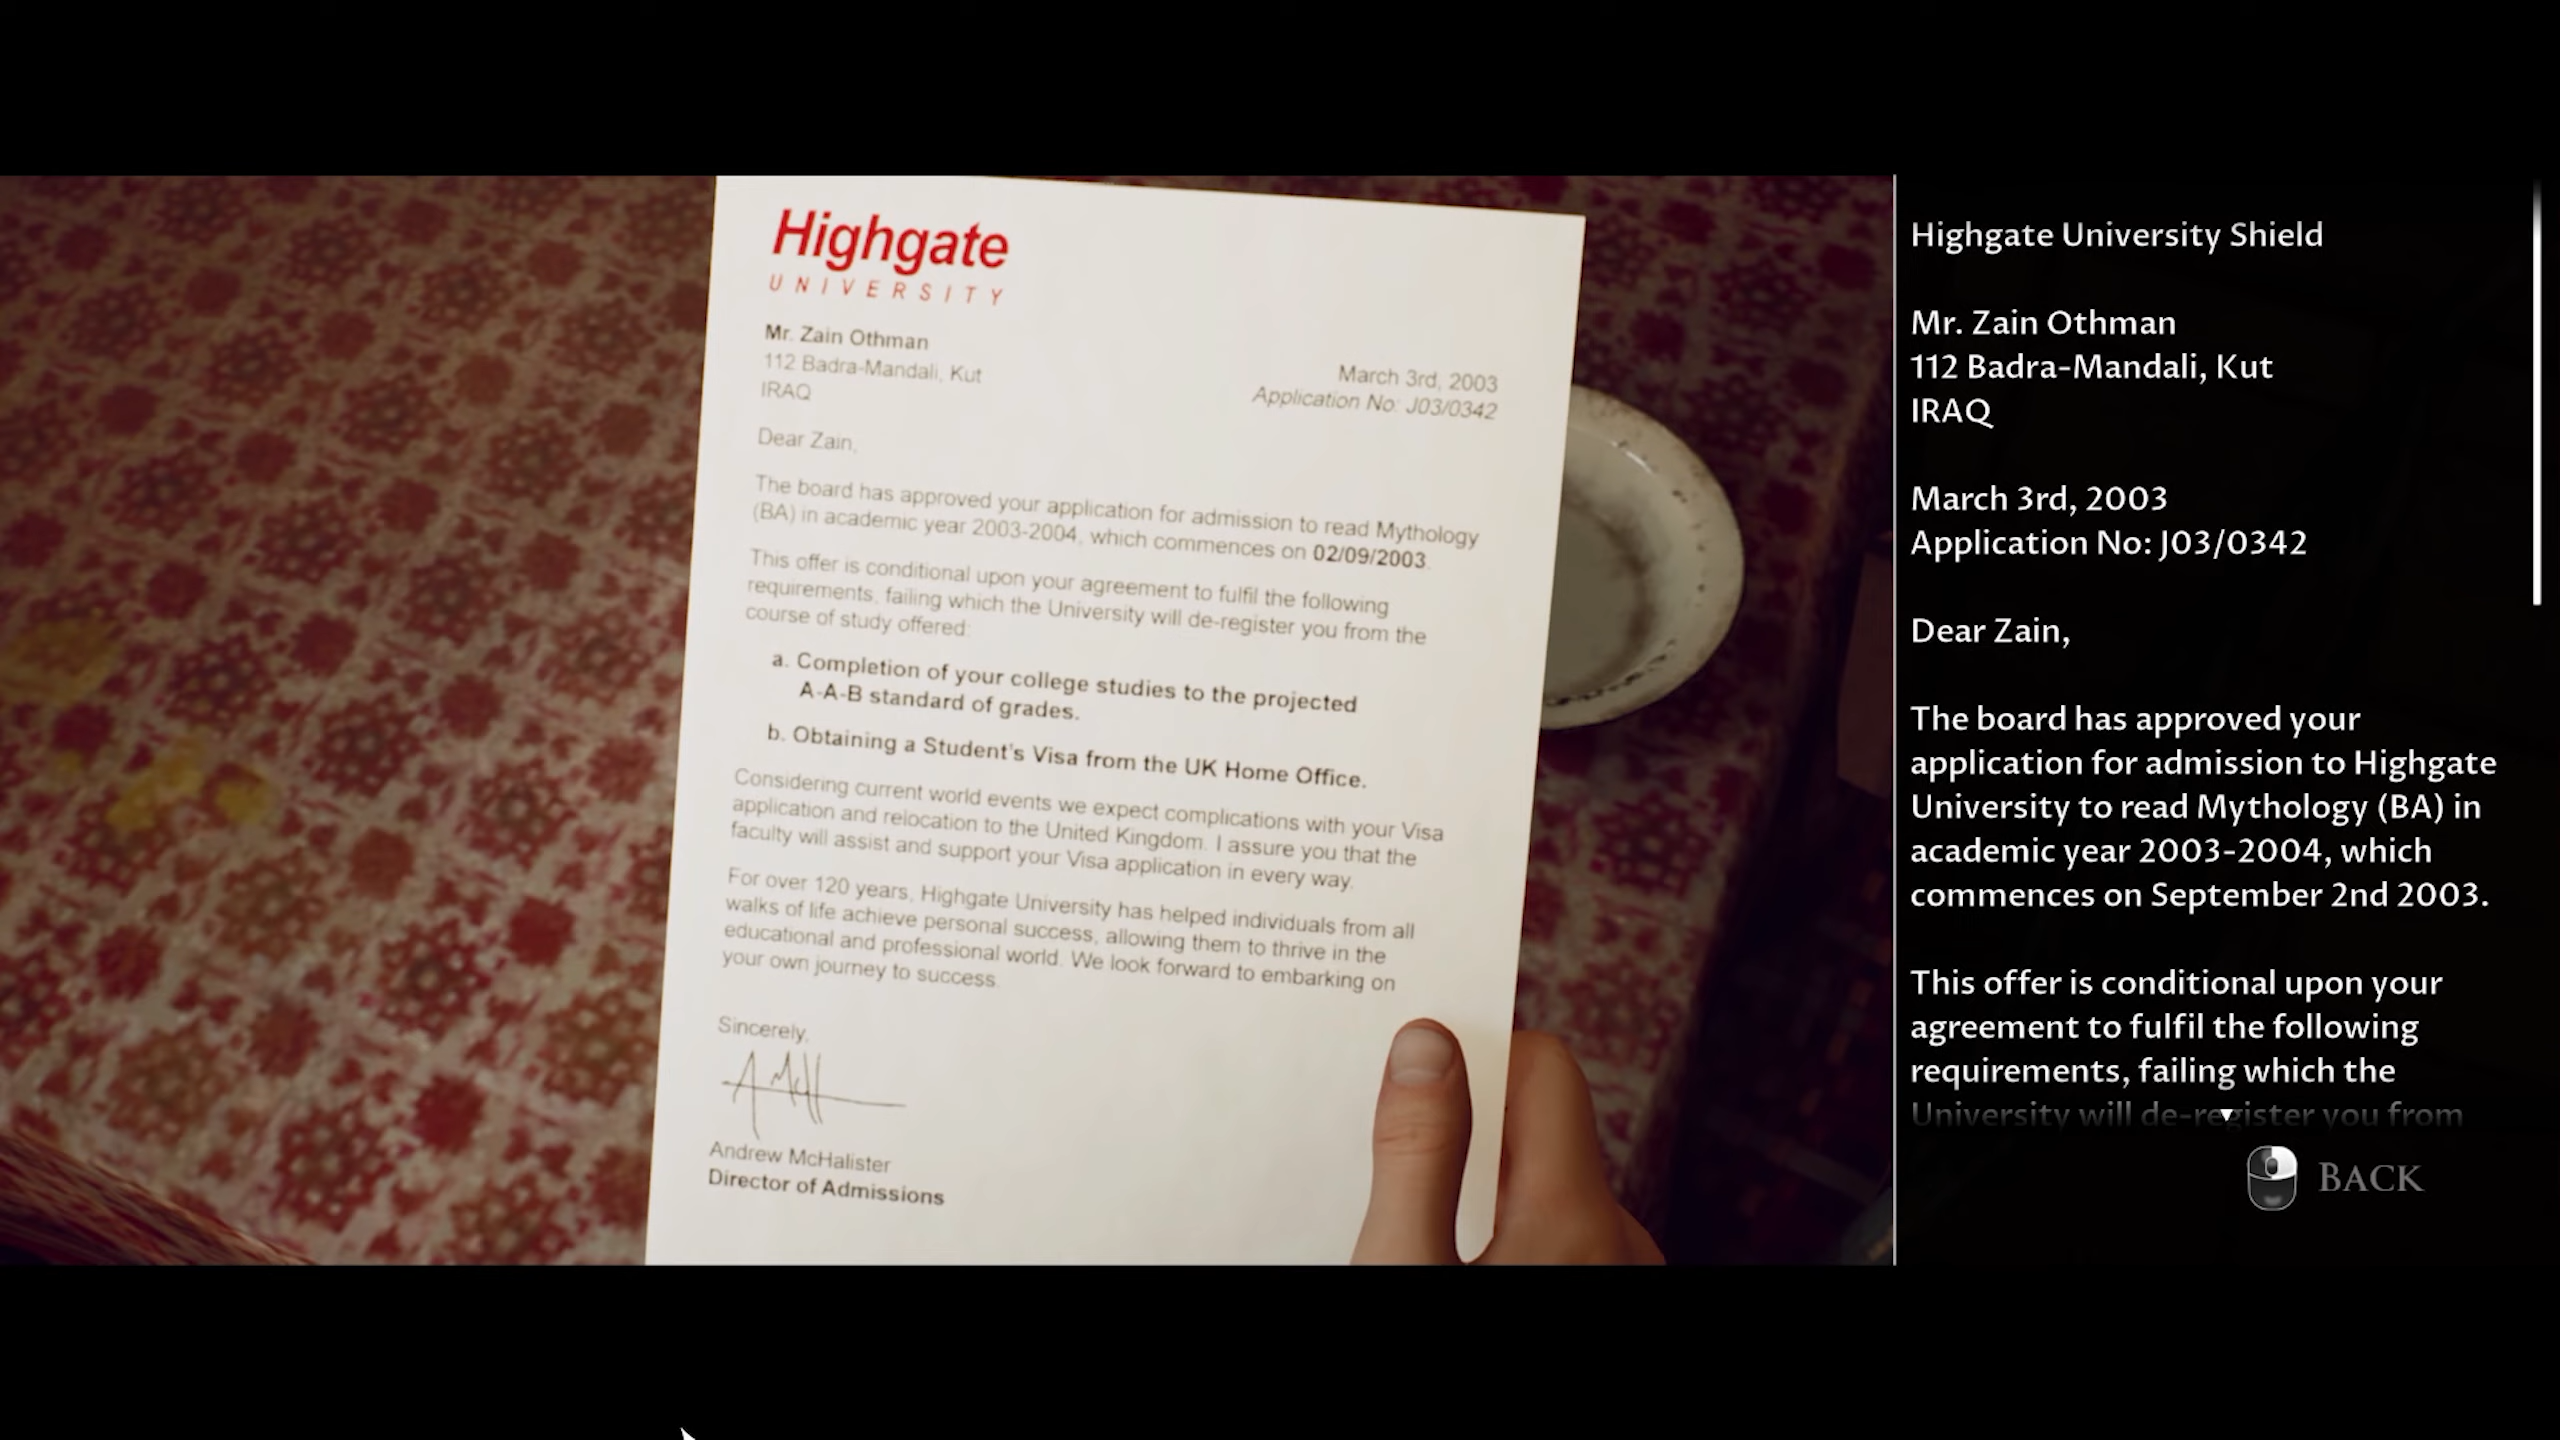 Highgate
UNIVERSITY
Mr. Zain Othman
112 Badra-Mandali, Kut
IRAQ
March 3rd, 2003
Application No: J03/0342
Dear Zain,
The board has approved your application for admission to read Mythology
(BA) in academic year 2003-2004, which commences on 02/09/2003.
This offer is conditional upon your agreement to fulfil the following
requirements, failing which the University will de-register you from the
course of study offered:
a. Completion of your college studies to the projected
A-A-B standard of grades.
b. Obtaining a Student's Visa from the UK Home Office.
Considering current world events we expect complications with your Visa
application and relocation to the United Kingdom. I assure you that the
faculty will assist and support your Visa application in every way.
For over 120 years, Highgate University has helped individuals from all
walks of life achieve personal success, allowing them to thrive in the
educational and professional world. We look forward to embarking on
your own journey to success.
Sincerely,
Andrew McHalister
Director of Admissions
Highgate University Shield
Mr. Zain Othman
112 Badra-Mandali, Kut
IRAQ
March 3rd, 2003
Application No: J03/0342
Dear Zain,
The board has approved your
application for admission to Highgate
University to read Mythology (BA) in
academic year 2003-2004, which
commences on September 2nd 2003.
This offer is conditional upon your
agreement to fulfil the following
requirements, failing which the
University will de-register you from
BACK